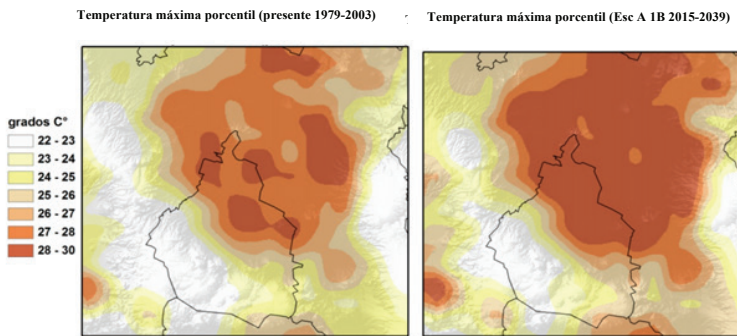 Temperatura máxima porcentil (presente 1979-2003)
Temperatura máxima porcentil (Esc A 1B 2015-2039)
grados C°
22 - 23
23 - 24
24 - 25
25 - 26
26 - 27
27 - 28
28 - 30